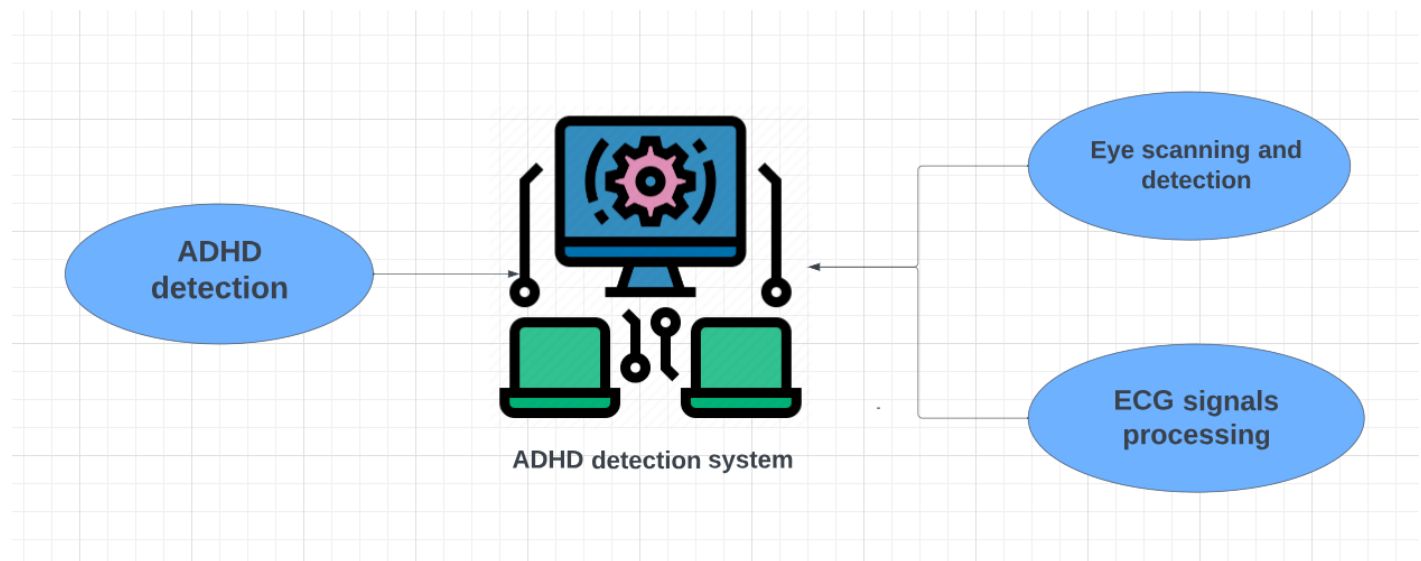 ADHD
detection
Eye scanning and
detection
ECG signals
processing
ADHD detection system